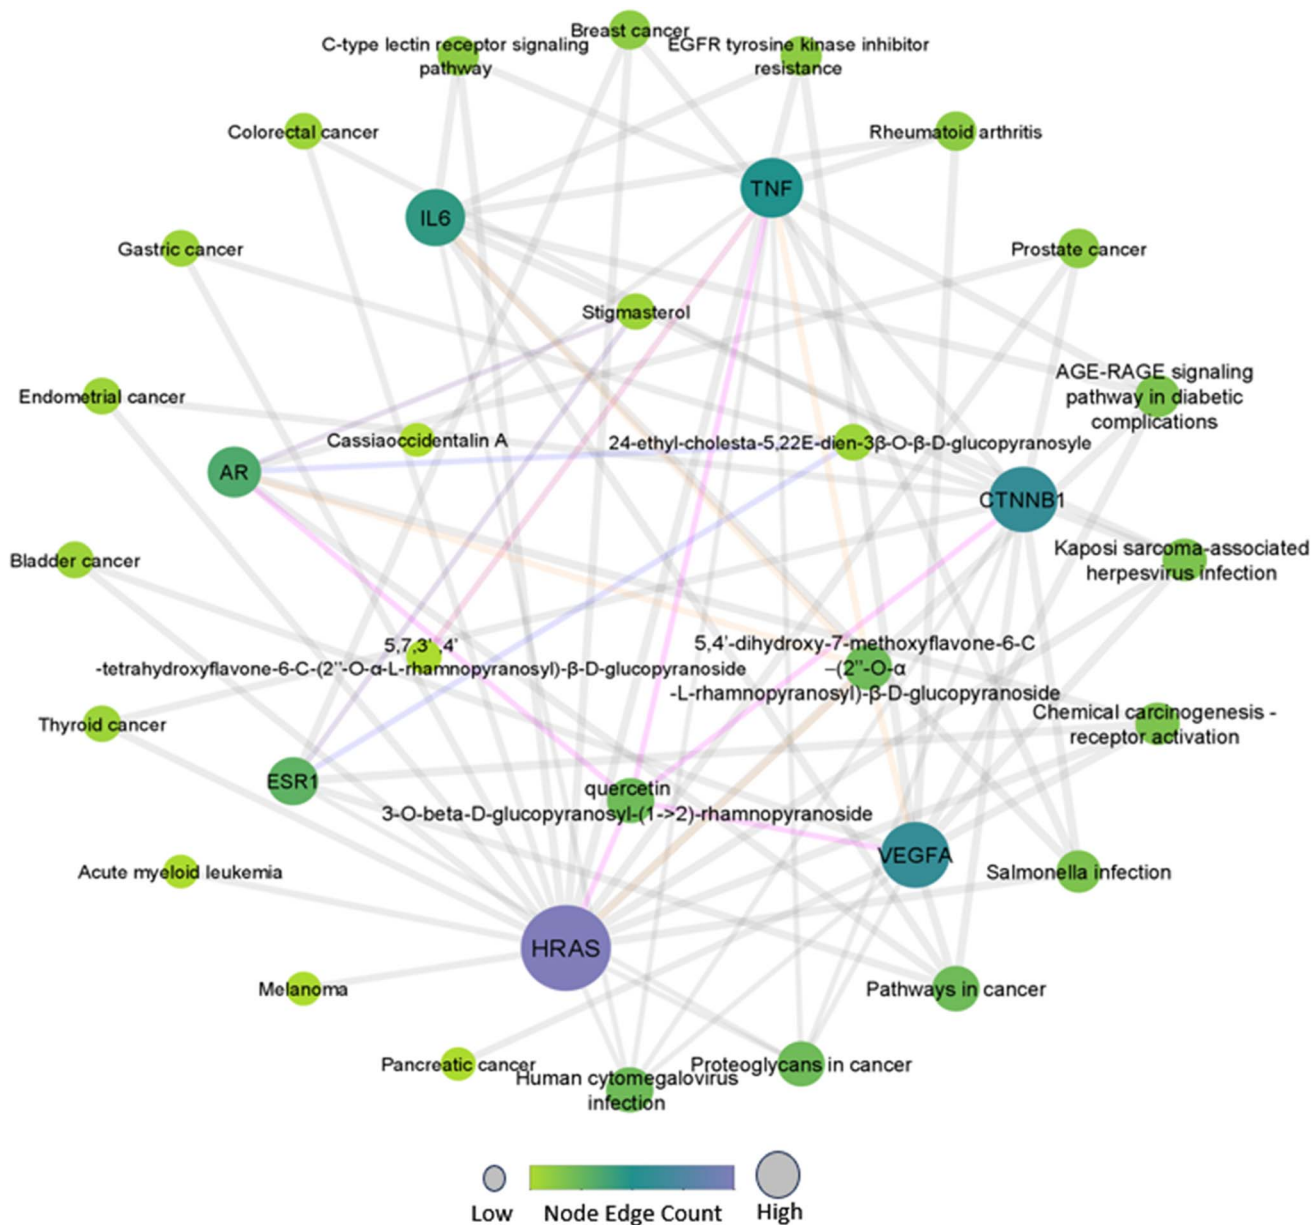 Breast cancer
C-type lectin receptor signaling
pathway
EGFR tyrosine kinase inhibitor
resistance
Colorectal cancer
Rheumatoid arthritis
TNF
IL6
Gastric cancer
Prostate cancer
Stigmasterol
AGE-RAGE signaling
pathway in diabetic
complications
Endometrial cancer
Cassiaoccidentalin A
24-ethyl-cholesta-5,22E-dien-3β-O-β-D-glucopyranosyle
AR
CTNNB1
Bladder cancer
Kaposi sarcoma-associated
herpesvirus infection
5,7,3' ,4'
-tetrahydroxyflavone-6-C-(2"-O-α-L-rhamnopyranosyl)-β-D-glucopyranoside
5,4'-dihydroxy-7-methoxyflavone-6-C
–(2"-O-α
-L-rhamnopyranosyl)-β-D-glucopyranoside
Thyroid cancer
Chemical carcinogenesis -
receptor activation
ESR1
quercetin
3-O-beta-D-glucopyranosyl-(1->2)-rhamnopyranoside
VEGFA
Acute myeloid leukemia
Salmonella infection
HRAS
Melanoma
Pathways in cancer
Pancreatic cancer
Human cytomegalovirus
infection
Proteoglycans in cancer
Low
Node Edge Count
High